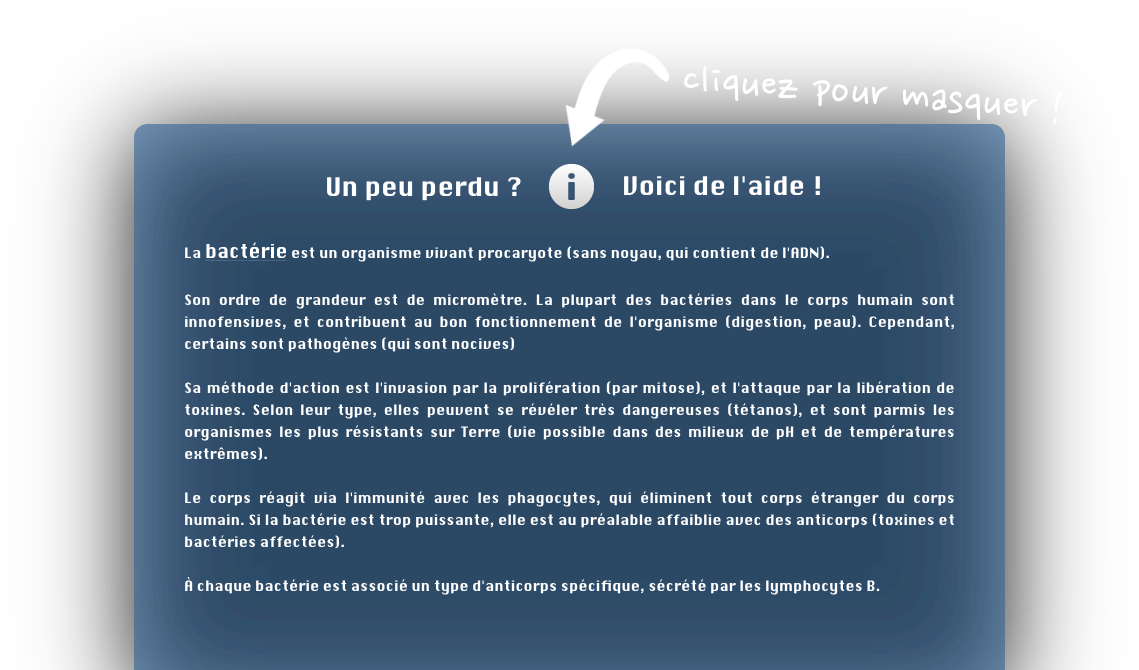 cliquez pour masquer !
Un peu perdu ? i Voici de l'aide !
La bactérie est un organisme vivant procaryote (sans noyau, qui contient de l'ADN).
Son ordre de grandeur est de micromètre. La plupart des bactéries dans le corps humain sont
innofensives, et contribuent au bon fonctionnement de l'organisme (digestion, peau). Cependant,
certains sont pathogènes (qui sont nocives)
Sa méthode d'action est l'invasion par la prolifération (par mitose), et l'attaque par la libération de
toxines. Selon leur type, elles peuvent se révéler très dangereuses (tétanos), et sont parmis les
organismes les plus résistants sur Terre (vie possible dans des milieux de pH et de températures
extrêmes).
Le corps réagit via l'immunité avec les phagocytes, qui éliminent tout corps étranger du corps
humain. Si la bactérie est trop puissante, elle est au préalable affaiblie avec des anticorps (toxines et
bactéries affectées).
À chaque bactérie est associé un type d'anticorps spécifique, sécrété par les lymphocytes B.